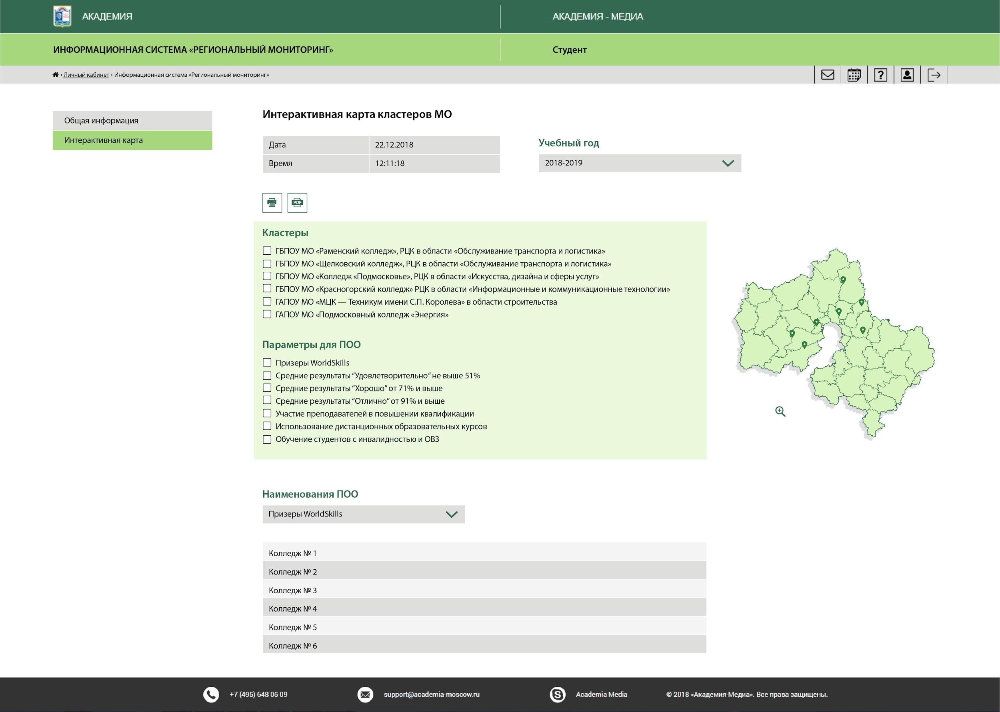 АКАДЕМИЯ
АКАДЕМИЯ - МЕДИА
ИНФОРМАЦИОННАЯ СИСТЕМА «РЕГИОНАЛЬНЫЙ МОНИТОРИНГ»
Студент
› Личный кабинет › Информационная система «Региональный мониторинг»
Общая информация
Интерактивная карта
Интерактивная карта кластеров МО
Дата 22.12.2018
Время 12:11:18
Учебный год
2018-2019
PDF
Кластеры
ГБПОУ МО «Раменский колледж», РЦК в области «Обслуживание транспорта и логистика»
ГБПОУ МО «Щелковский колледж», РЦК в области «Обслуживание транспорта и логистика»
ГБПОУ МО «Колледж «Подмосковье», РЦК в области «Искусства, дизайна и сферы услуг»
ГБПОУ МО «Красногорский колледж» РЦК в области «Информационные и коммуникационные технологии»
ГАПОУ МО «МЦК — Техникум имени С.П. Королева» в области строительства
ГАПОУ МО «Подмосковный колледж «Энергия»
Параметры для ПОО
Призеры WorldSkills
Средние результаты “Удовлетворительно” не выше 51%
Средние результаты “Хорошо” от 71% и выше
Средние результаты “Отлично” от 91% и выше
Участие преподавателей в повышении квалификации
Использование дистанционных образовательных курсов
Обучение студентов с инвалидностью и ОВЗ
Наименования ПОО
Призеры WorldSkills
Колледж № 1
Колледж № 2
Колледж № 3
Колледж № 4
Колледж № 5
Колледж № 6
+7 (495) 648 05 09
support@academia-moscow.ru
Academia Media
© 2018 «Академия-Медиа». Все права защищены.